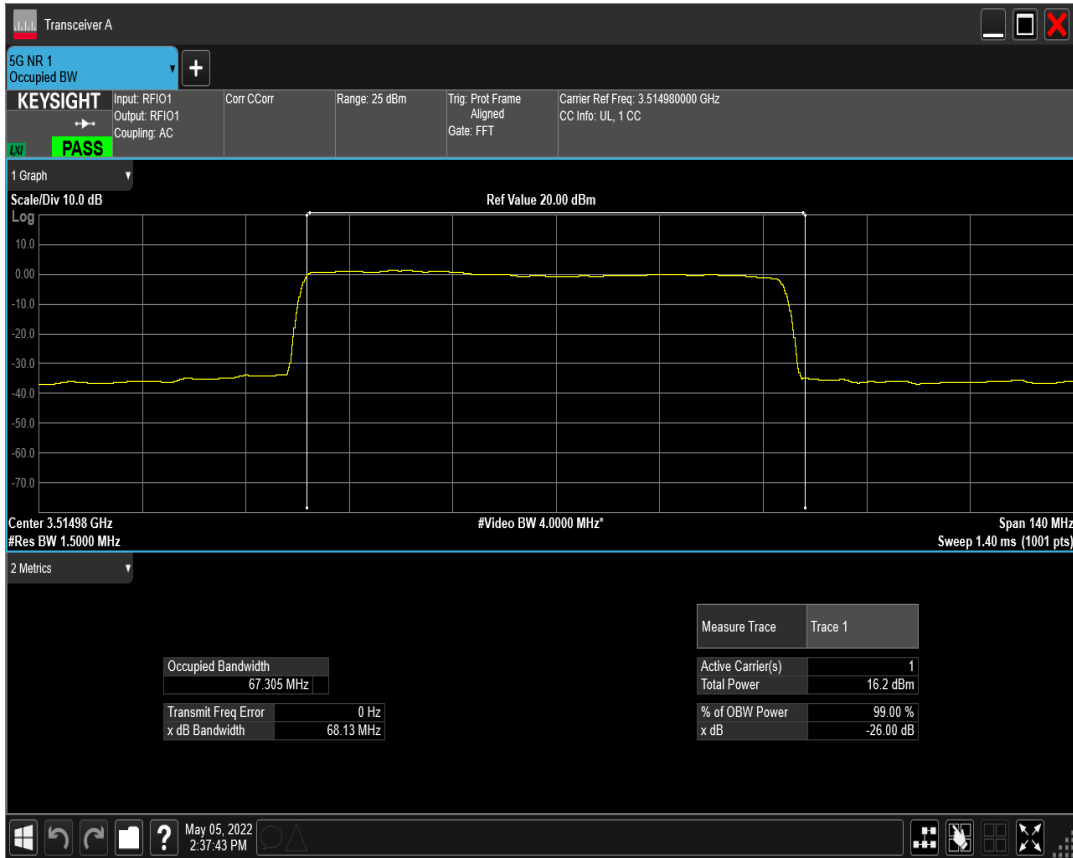 Transceiver A
5G NR 1
Occupied BW
KEYSIGHT
LXI
PASS
Input: RFIO1
Output: RFIO1
Coupling: AC
Corr CCorr
Range: 25 dBm
Trig: Prot Frame
Aligned
Gate: FFT
Carrier Ref Freq: 3.514980000 GHz
CC Info: UL, 1 CC
1 Graph
Scale/Div 10.0 dB
Ref Value 20.00 dBm
Log
10.0
0.00
-10.0
-20.0
-30.0
-40.0
-50.0
-60.0
-70.0
Center 3.51498 GHz
#Video BW 4.0000 MHz*
Span 140 MHz
#Res BW 1.5000 MHz
Sweep 1.40 ms (1001 pts)
2 Metrics
Measure Trace Trace 1
Occupied Bandwidth
67.305 MHz
Active Carrier(s) 1
Total Power 16.2 dBm
Transmit Freq Error 0 Hz
x dB Bandwidth 68.13 MHz
% of OBW Power 99.00 %
x dB -26.00 dB
?
May 05, 2022
2:37:43 PM